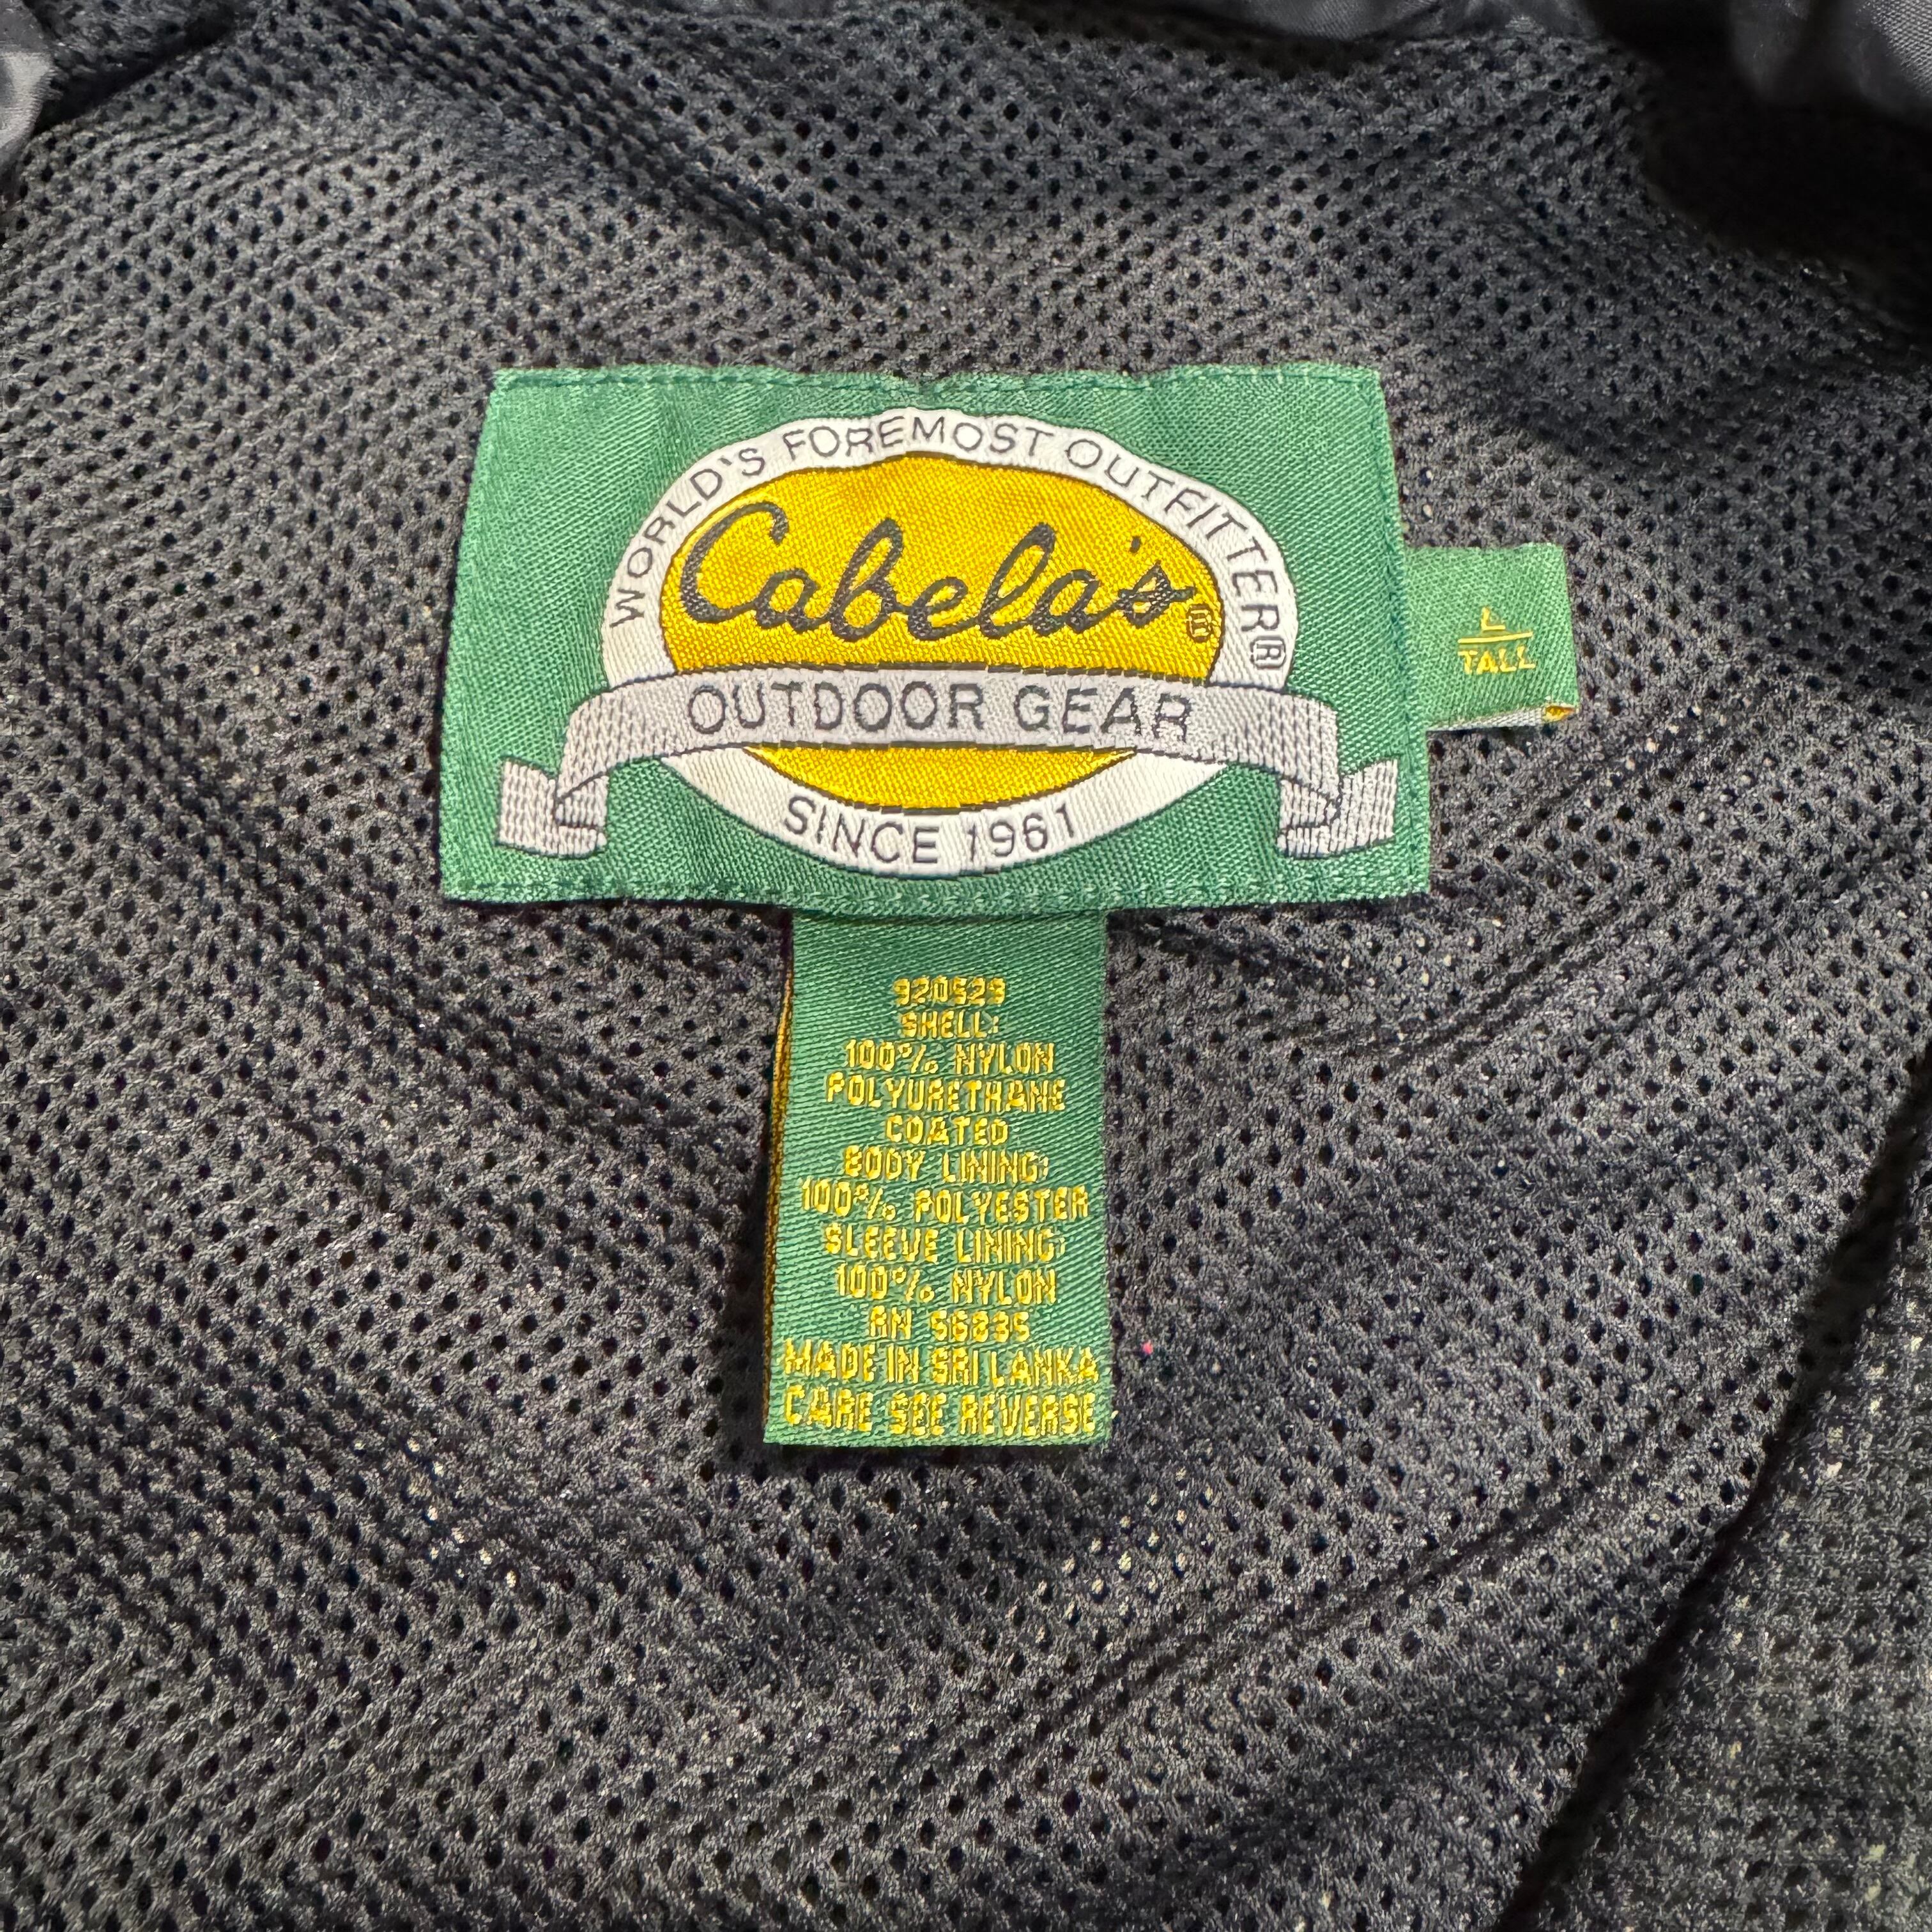 WORLD'S FOREMOST OUTFITTER®
Cabela's®
OUTDOOR GEAR
SINCE 1961
L
TALL
920529
SHELL:
100% NYLON
POLYURETHANE
COATED
BODY LINING:
100% POLYESTER
SLEEVE LINING:
100% NYLON
RN 56835
MADE IN SRI LANKA
CARE SEE REVERSE